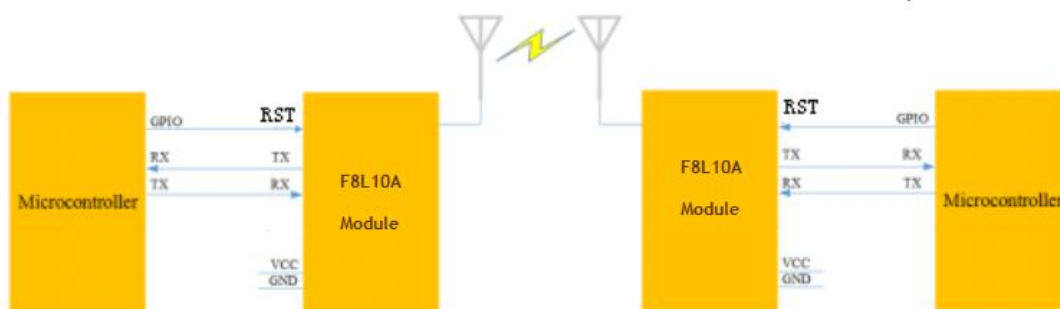 RST RST
GPIO GPIO
RX TX TX RX
TX RX RX TX
F8L10A F8L10A
Microcontroller Module Module Microcontroller
VCC VCC
GND GND